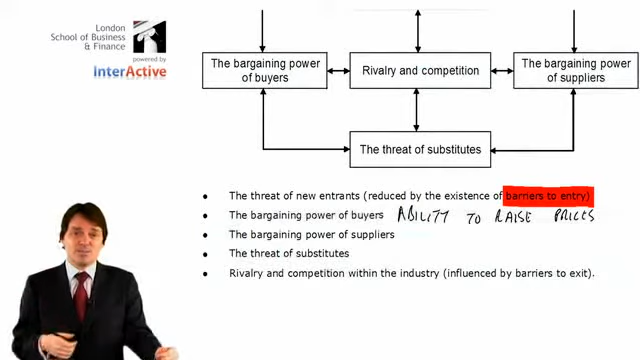 London
School of Business
& Finance
powered by
InterActive
The bargaining power
of buyers
Rivalry and competition
The bargaining power
of suppliers
The threat of substitutes
• The threat of new entrants (reduced by the existence of barriers to entry)
• The bargaining power of buyers ABILITY TO RAISE PRICES
• The bargaining power of suppliers
• The threat of substitutes
• Rivalry and competition within the industry (influenced by barriers to exit).